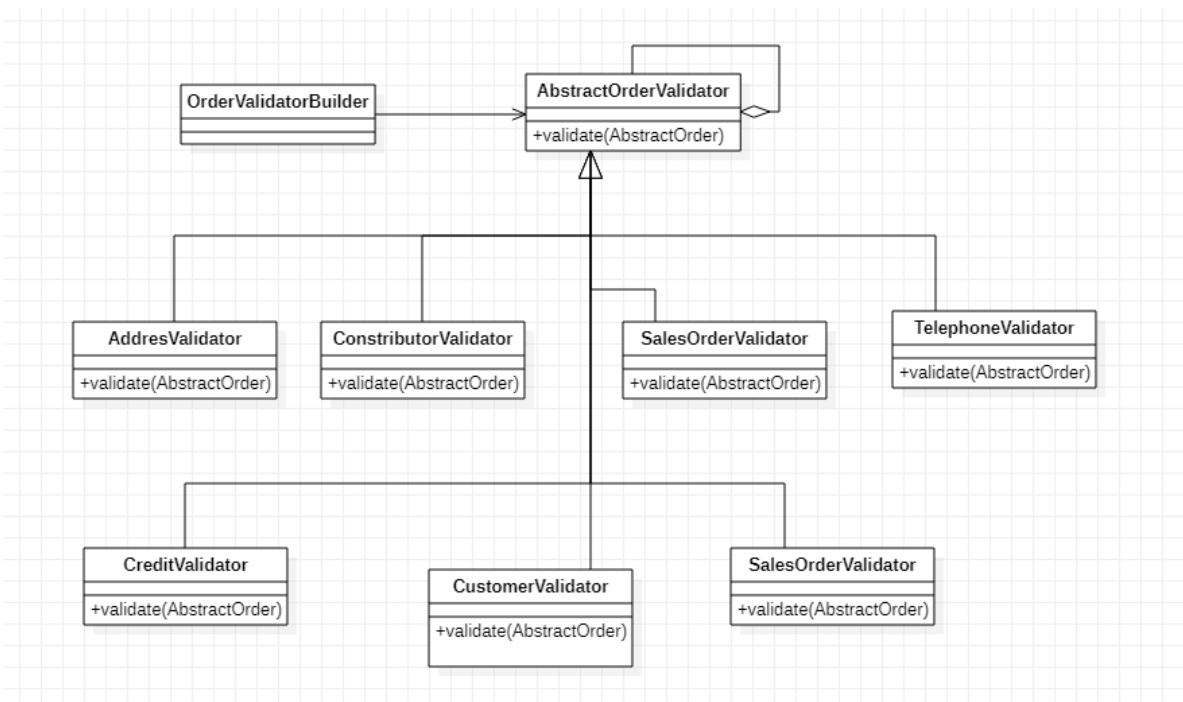 OrderValidatorBuilder
AbstractOrderValidator
+validate(AbstractOrder)
AddresValidator
+validate(AbstractOrder)
ConstributorValidator
+validate(AbstractOrder)
SalesOrderValidator
+validate(AbstractOrder)
TelephoneValidator
+validate(AbstractOrder)
CreditValidator
+validate(AbstractOrder)
CustomerValidator
+validate(AbstractOrder)
SalesOrderValidator
+validate(AbstractOrder)